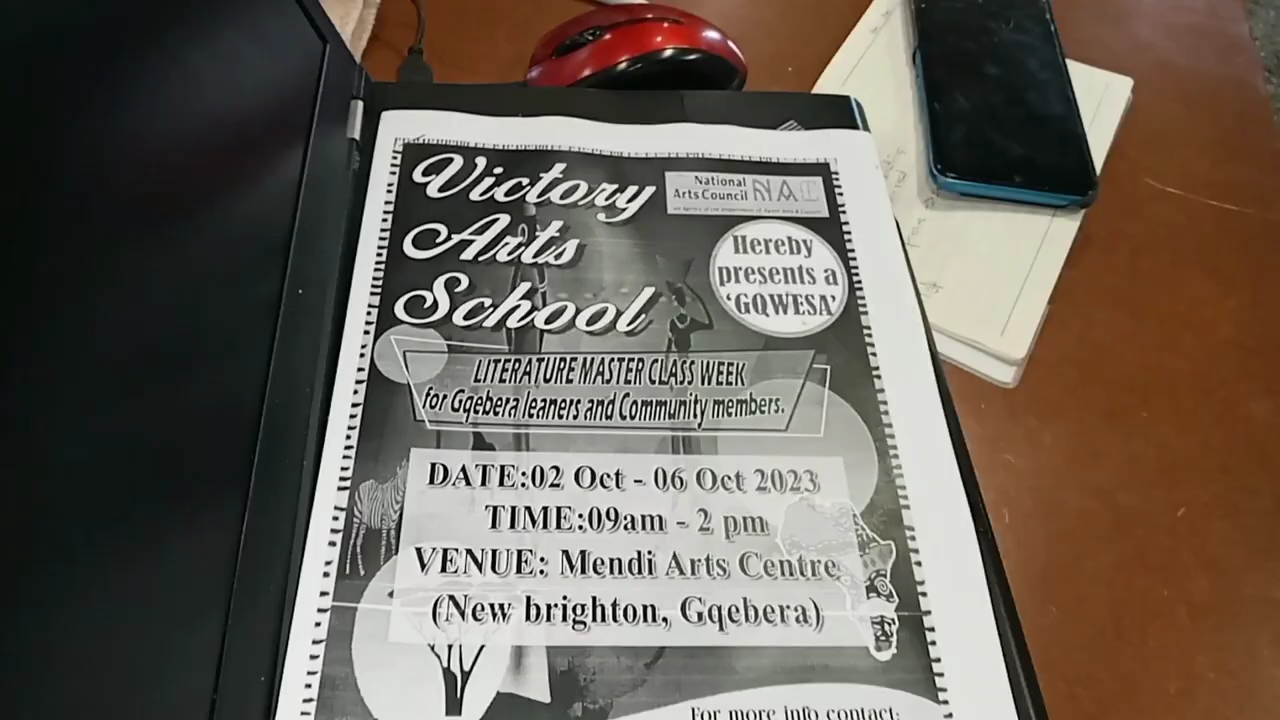 Victory
Arts
School
National
Arts Council
NAC
Hereby
presents a
‘GQWESA’
LITERATURE MASTER CLASS WEEK
for Gqebera leaners and Community members.
DATE:02 Oct - 06 Oct 2023
TIME:09am - 2 pm
VENUE: Mendi Arts Centre
(New brighton, Gqebera)
For more info contact: